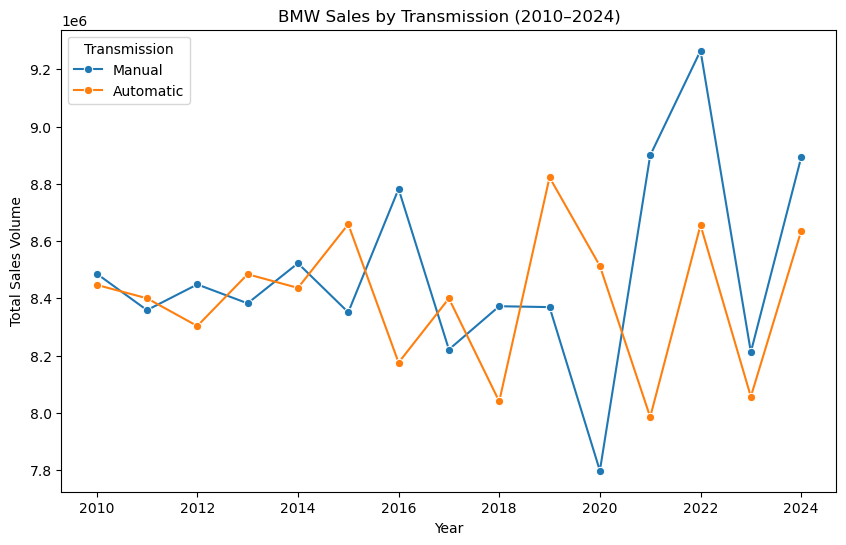 BMW Sales by Transmission (2010–2024)
1e6
Transmission
Manual
Automatic
Total Sales Volume
9.2
9.0
8.8
8.6
8.4
8.2
8.0
7.8
2010 2012 2014 2016 2018 2020 2022 2024
Year